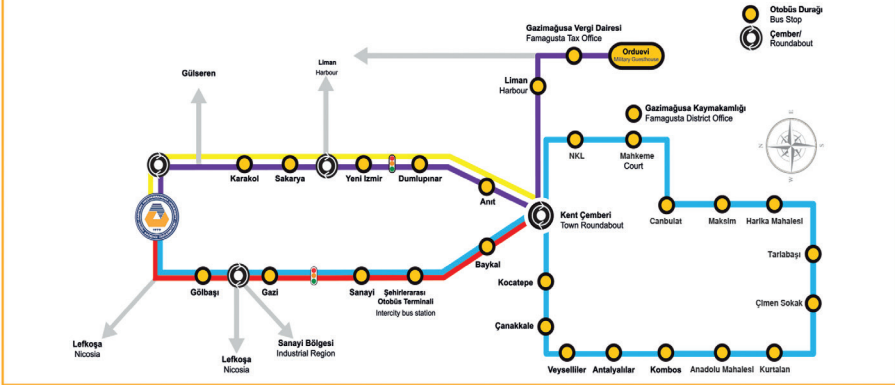 Otobüs Durağı
Bus Stop
Çember/
Roundabout
Gazimağusa Vergi Dairesi
Famagusta Tax Office
Orduevi
Military Guesthouse
Liman
Harbour
Gülseren
Liman
Harbour
Gazimağusa Kaymakamlığı
Famagusta District Office
NKL
Mahkeme
Court
Karakol
Sakarya
Yeni Izmir
Dumlupınar
Anıt
Kent Çemberi
Town Roundabout
Canbulat
Maksim
Harika Mahalesi
Tarlabaşı
Baykal
Gölbaşı
Gazi
Sanayi
Şehirlerarası
Otobüs Terminali
Intercity bus station
Kocatepe
Çimen Sokak
Çanakkale
Lefkoşa
Nicosia
Lefkoşa
Nicosia
Sanayi Bölgesi
Industrial Region
Veyselliler
Antalyalılar
Kombos
Anadolu Mahalesi
Kurtalan